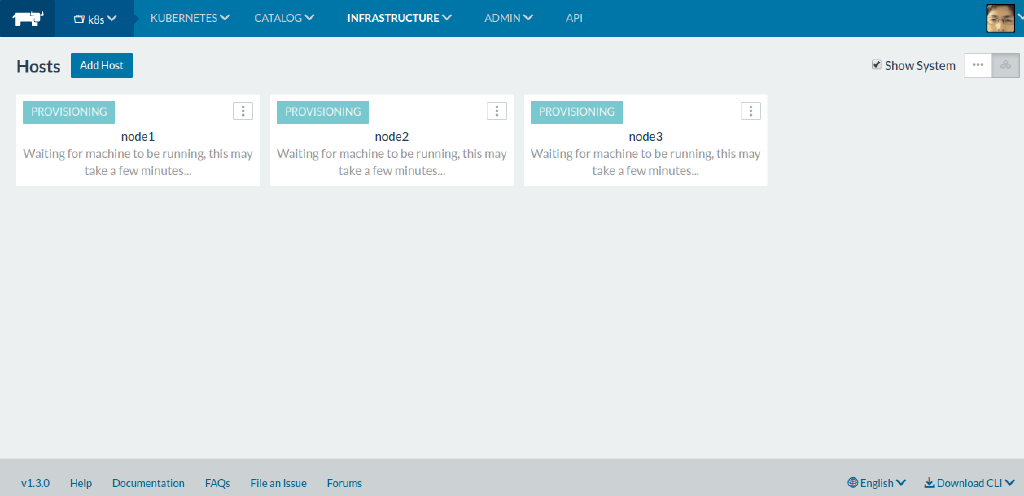 k8s KUBERNETES CATALOG INFRASTRUCTURE ADMIN API
Hosts Add Host Show System
PROVISIONING PROVISIONING PROVISIONING
node1 node2 node3
Waiting for machine to be running, this may Waiting for machine to be running, this may Waiting for machine to be running, this may
take a few minutes... take a few minutes... take a few minutes...
v1.3.0 Help Documentation FAQs File an Issue Forums English Download CLI